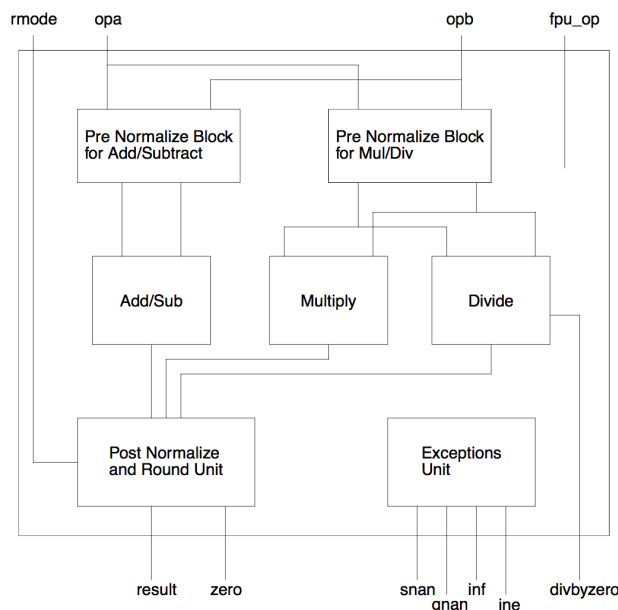 rmode
opa
opb
fpu_op
Pre Normalize Block
for Add/Subtract
Pre Normalize Block
for Mul/Div
Add/Sub
Multiply
Divide
Post Normalize
and Round Unit
Exceptions
Unit
result
zero
snan
qnan
inf
ine
divbyzero